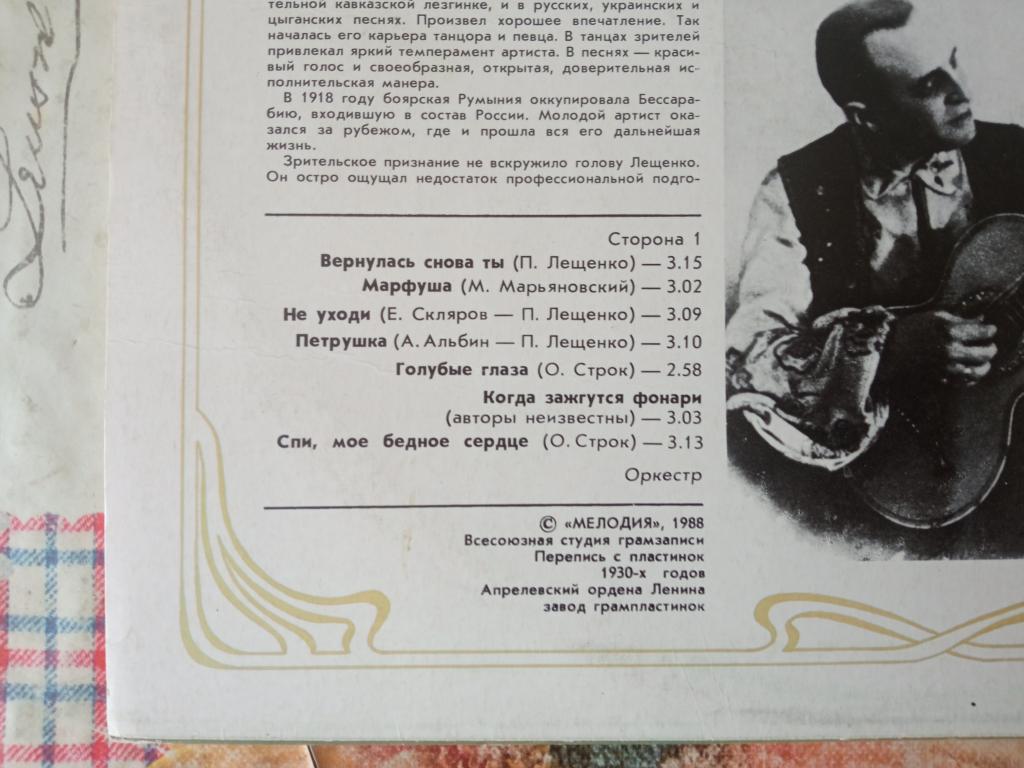 тельной кавказской лезгинке, и в русских, украинских и
цыганских песнях. Произвел хорошее впечатление. Так
началась его карьера танцора и певца. В танцах зрителей
привлекал яркий темперамент артиста. В песнях — краси-
вый голос и своеобразная, открытая, доверительная ис-
полнительская манера.
В 1918 году боярская Румыния оккупировала Бессара-
бию, входившую в состав России. Молодой артист ока-
зался за рубежом, где и прошла вся его дальнейшая
жизнь.
Зрительское признание не вскружило голову Лещенко.
Он остро ощущал недостаток профессиональной подго-
Сторона 1
Вернулась снова ты (П. Лещенко) — 3.15
Марфуша (М. Марьяновский) — 3.02
Не уходи (Е. Скляров — П. Лещенко) — 3.09
Петрушка (А. Альбин — П. Лещенко) — 3.10
Голубые глаза (О. Строк) — 2.58
Когда зажгутся фонари
(авторы неизвестны) — 3.03
Спи, мое бедное сердце (О. Строк) — 3.13
Оркестр
© «МЕЛОДИЯ», 1988
Всесоюзная студия грамзаписи
Перепись с пластинок
1930-х годов
Апрелевский ордена Ленина
завод грампластинок